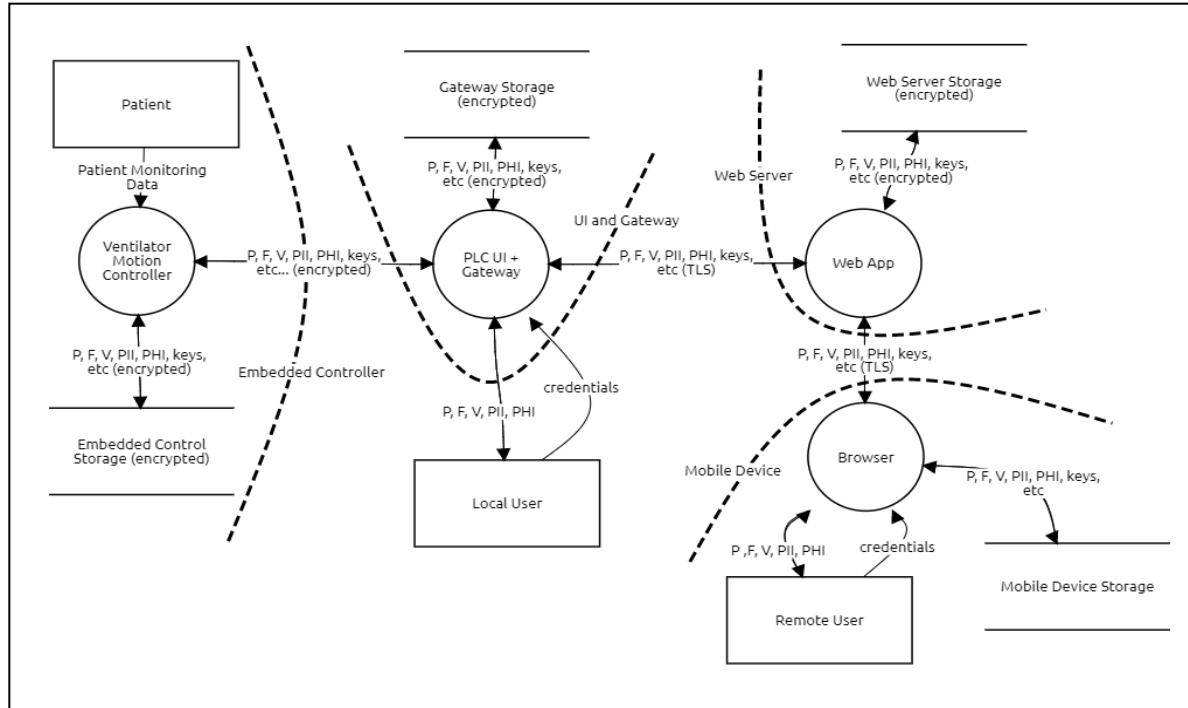 Patient
Patient Monitoring
Data
Ventilator
Motion
Controller
P, F, V, PII, PHI, keys,
etc (encrypted)
Embedded Control
Storage (encrypted)
Embedded Controller
P, F, V, PII, PHI, keys,
etc... (encrypted)
Gateway Storage
(encrypted)
P, F, V, PII, PHI, keys,
etc (encrypted)
PLC UI +
Gateway
UI and Gateway
credentials
P, F, V, PII, PHI
Local User
P, F, V, PII, PHI, keys,
etc (TLS)
Web Server Storage
(encrypted)
P, F, V, PII, PHI, keys,
etc (encrypted)
Web Server
Web App
P, F, V, PII, PHI, keys,
etc (TLS)
Mobile Device
Browser
P, F, V, PII, PHI, keys,
etc
P ,F, V, PII, PHI
credentials
Remote User
Mobile Device Storage